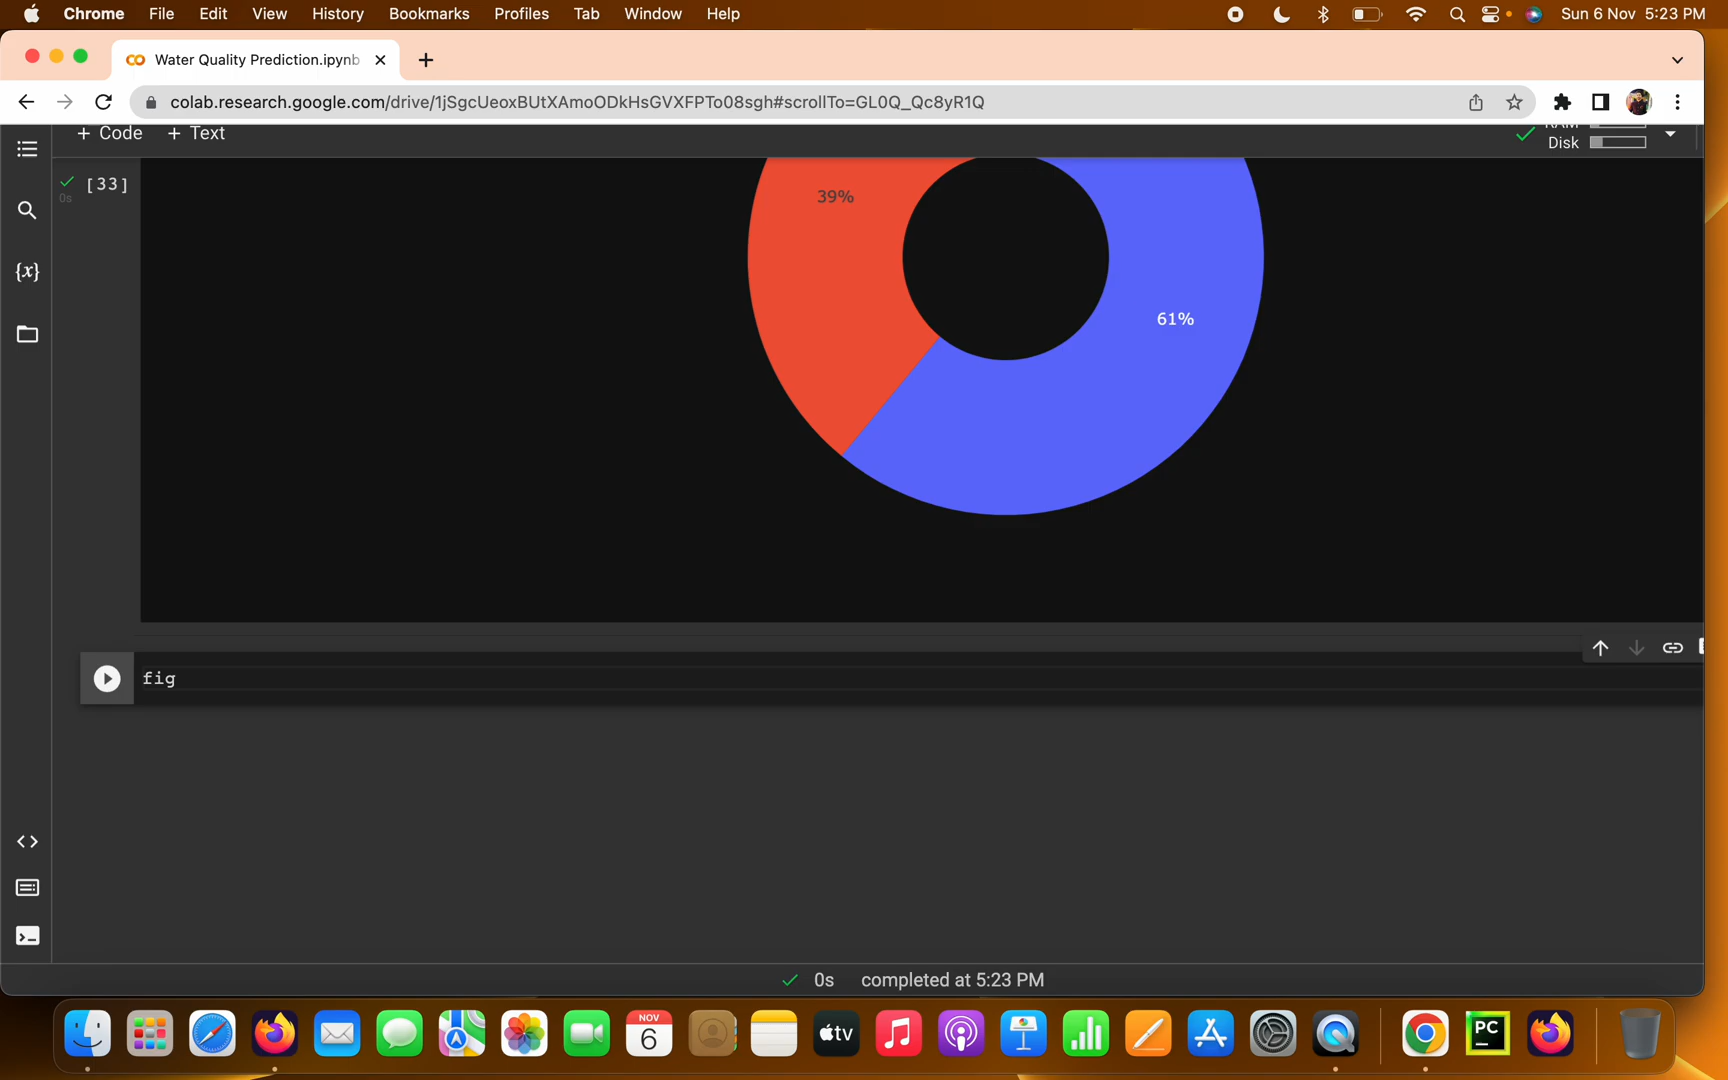 Chrome File Edit View History Bookmarks Profiles Tab Window Help Sun 6 Nov 5:23 PM
Water Quality Prediction.ipynb
colab.research.google.com/drive/1jSgcUeoxBUtXAmoODkHsGVXFPTo08sgh#scrollTo=GL0Q_Qc8yR1Q
+ Code + Text
RAM
Disk
[33]
0s
39%
61%
{x}
fig
0s completed at 5:23 PM
NOV
6
tv
PC